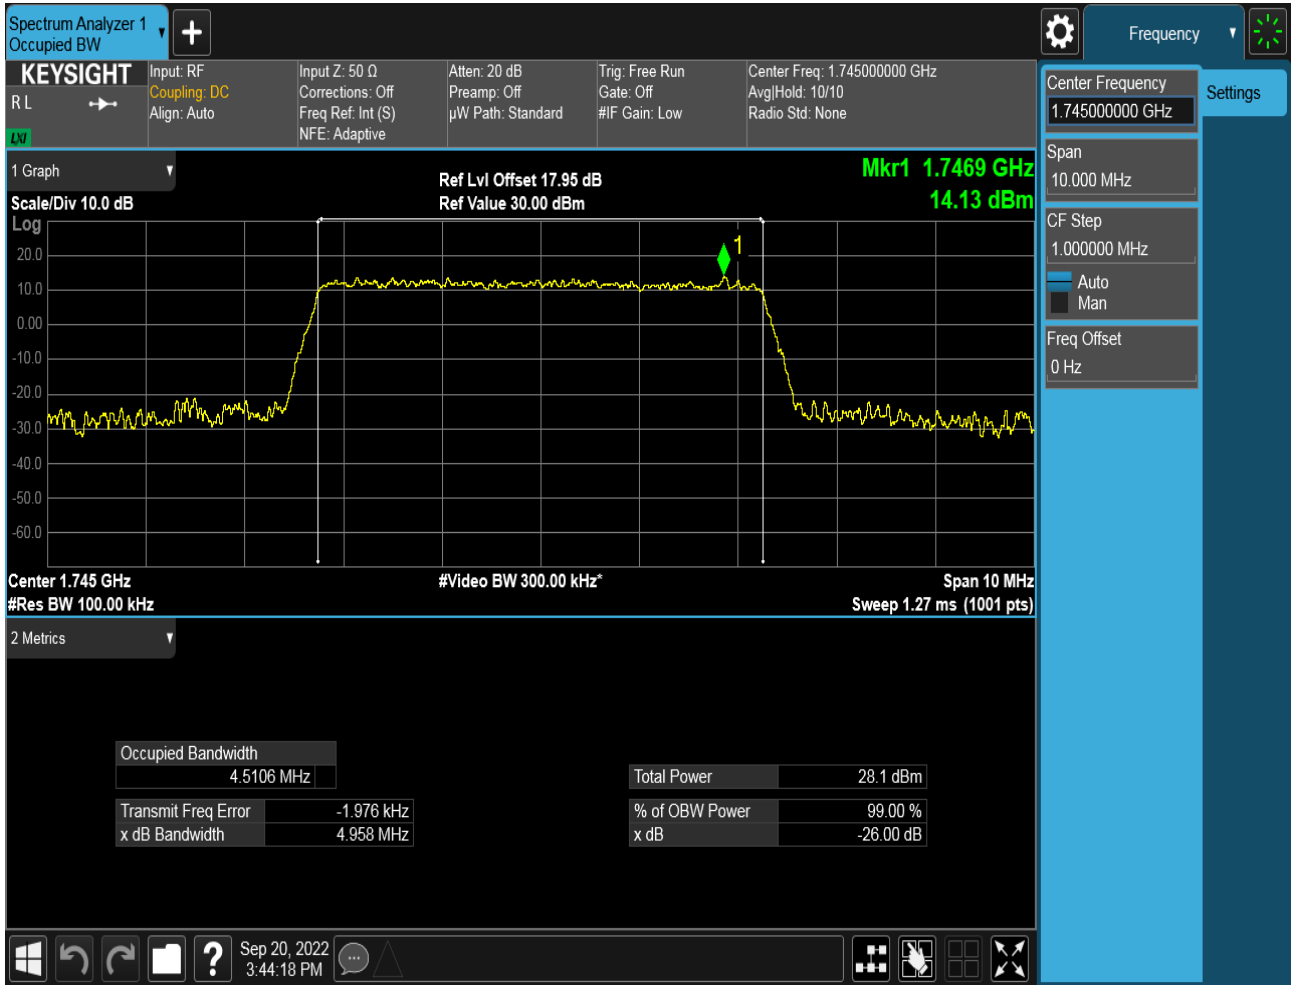 Spectrum Analyzer 1
Occupied BW
+
Frequency
KEYSIGHT
R L
LXI
Input: RF
Coupling: DC
Align: Auto
Input Z: 50 Ω
Corrections: Off
Freq Ref: Int (S)
NFE: Adaptive
Atten: 20 dB
Preamp: Off
µW Path: Standard
Trig: Free Run
Gate: Off
#IF Gain: Low
Center Freq: 1.745000000 GHz
Avg|Hold: 10/10
Radio Std: None
Center Frequency
1.745000000 GHz
Settings
Span
10.000 MHz
CF Step
1.000000 MHz
Auto
Man
Freq Offset
0 Hz
1 Graph
Ref Lvl Offset 17.95 dB
Mkr1 1.7469 GHz
Scale/Div 10.0 dB
Ref Value 30.00 dBm
14.13 dBm
Log
1
20.0
10.0
0.00
-10.0
-20.0
-30.0
-40.0
-50.0
-60.0
Center 1.745 GHz
#Video BW 300.00 kHz*
Span 10 MHz
#Res BW 100.00 kHz
Sweep 1.27 ms (1001 pts)
2 Metrics
Occupied Bandwidth
4.5106 MHz
Total Power 28.1 dBm
Transmit Freq Error -1.976 kHz
% of OBW Power 99.00 %
x dB Bandwidth 4.958 MHz
x dB -26.00 dB
?
Sep 20, 2022
3:44:18 PM